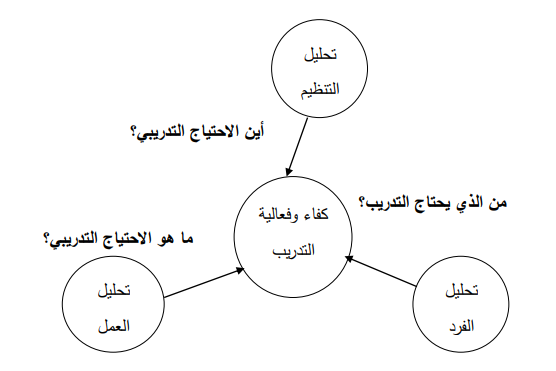 تحليل
التنظيم
أين الاحتياج التدريبي؟
من الذي يحتاج التدريب؟
كفاء وفعالية
التدريب
ما هو الاحتياج التدريبي؟
تحليل
الفرد
تحليل
العمل